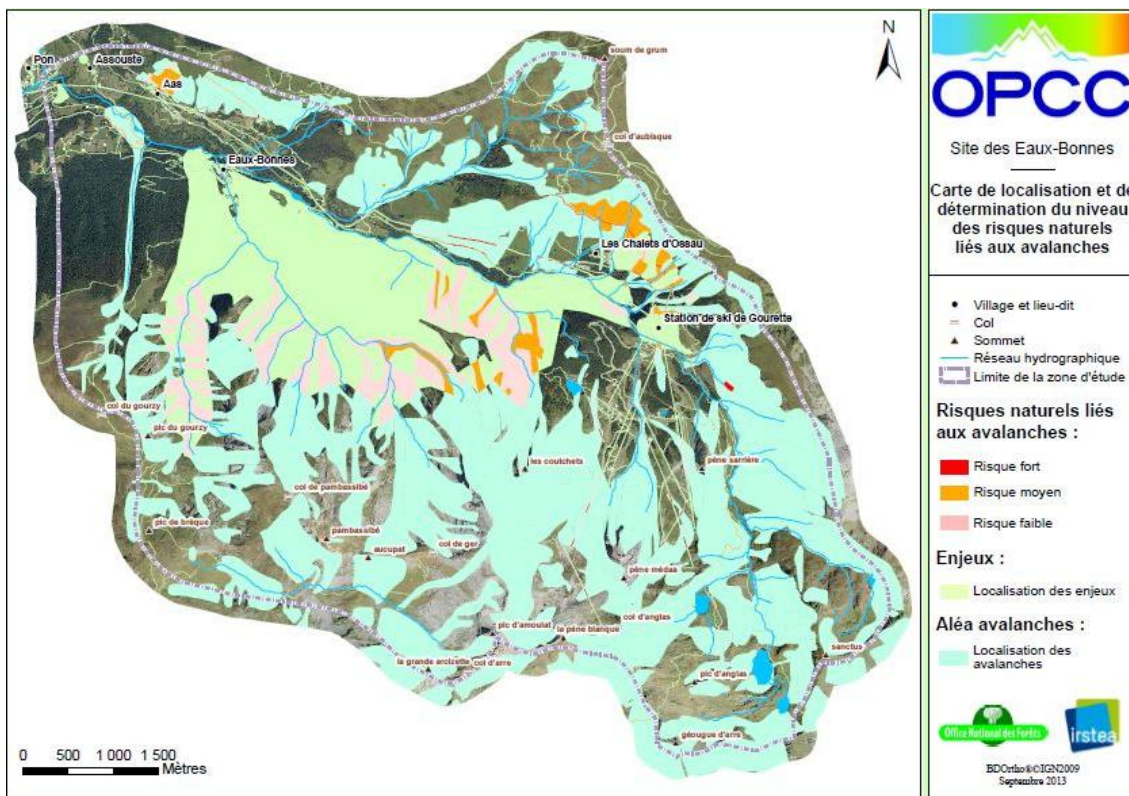 N
soum de grum
Pon
Assouste
Aas
col d'aubisque
Eaux-Bonnes
Les Chalets d'Ossau
Station de ski de Gourette
col du gourzy
pic du gourzy
les coutchets
pène sarrière
col de pambassibé
pic de bréque
pambassibé
aucupat
col de ger
pène médaa
pic d'amoulat
la pène blanque
col d'anglas
la grande arcizette
col d'arre
sanctus
pic d'anglas
géougue d'arre
0 500 1 000 1 500
Mètres
OPCC
Site des Eaux-Bonnes
Carte de localisation et de
détermination du niveau
des risques naturels
liés aux avalanches
Village et lieu-dit
Col
Sommet
Réseau hydrographique
Limite de la zone d'étude
Risques naturels liés
aux avalanches :
Risque fort
Risque moyen
Risque faible
Enjeux :
Localisation des enjeux
Aléa avalanches :
Localisation des
avalanches
Office National des Forêts
irstea
BDOrtho®©IGN2009
Septembre 2013